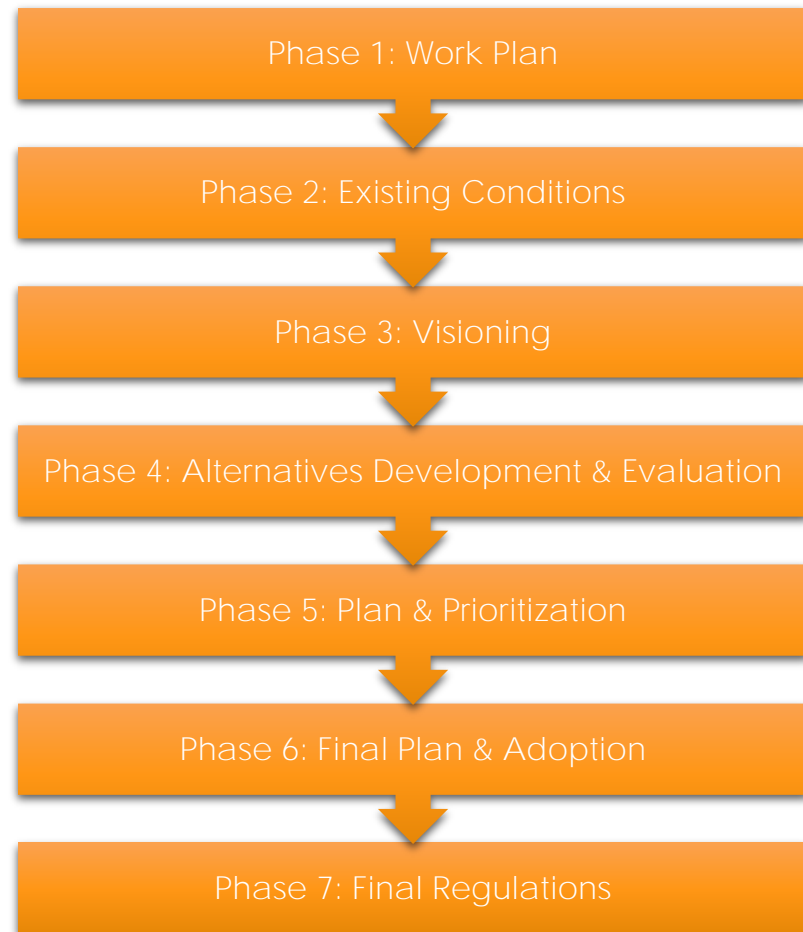 Phase 1: Work Plan
Phase 2: Existing Conditions
Phase 3: Visioning
Phase 4: Alternatives Development & Evaluation
Phase 5: Plan & Prioritization
Phase 6: Final Plan & Adoption
Phase 7: Final Regulations